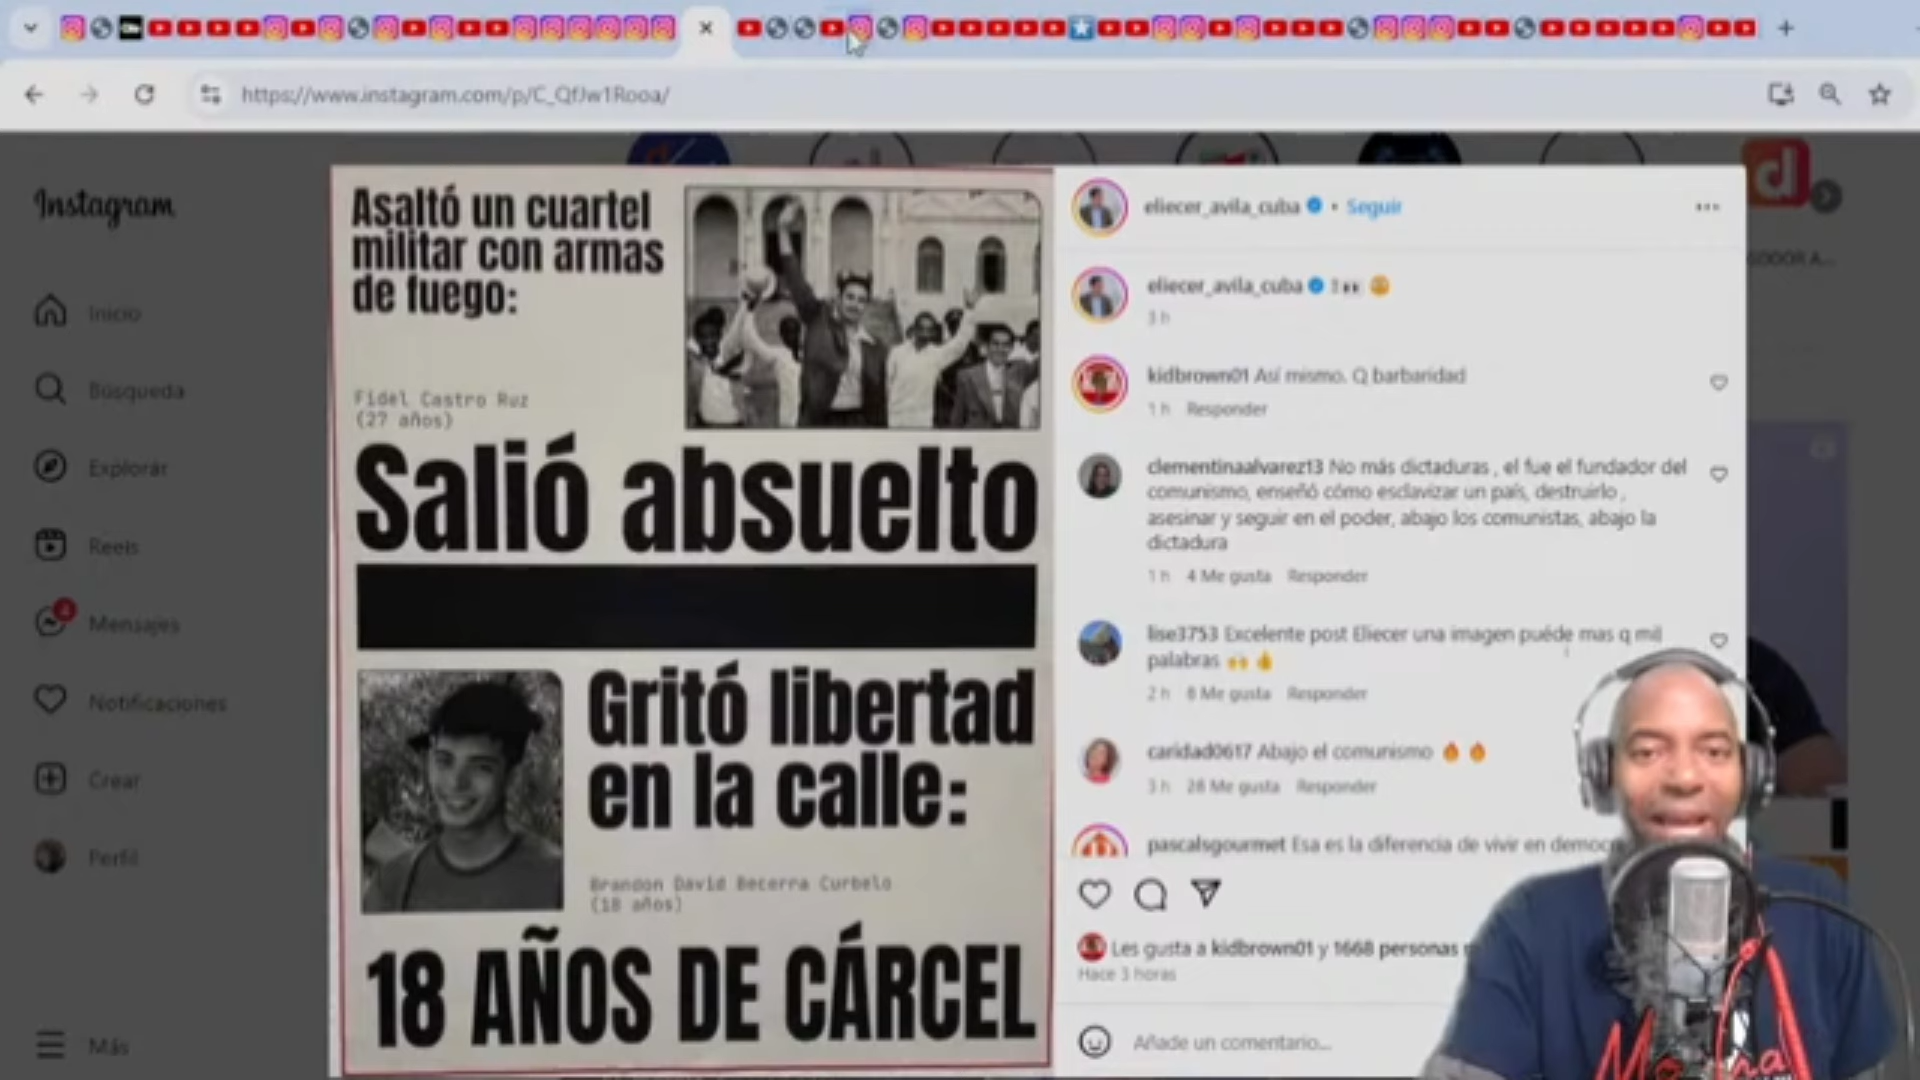 https://www.instagram.com/p/C_QfJw1Rooa/
Instagram
Inicio
Búsqueda
Explorar
Reels
Mensajes
4
Notificaciones
Crear
Perfil
Más
Asaltó un cuartel
militar con armas
de fuego:
Fidel Castro Ruz
(27 años)
Salió absuelto
Gritó libertad
en la calle:
Brandon David Becerra Curbelo
(18 años)
18 AÑOS DE CÁRCEL
eliecer_avila_cuba • Seguir
eliecer_avila_cuba
3 h
kidbrown01 Así mismo. Q barbaridad
1 h Responder
clementinaalvarez13 No más dictaduras , el fue el fundador del
comunismo, enseñó cómo esclavizar un país, destruirlo ,
asesinar y seguir en el poder, abajo los comunistas, abajo la
dictadura
1 h 4 Me gusta Responder
lise3753 Excelente post Eliecer una imagen puéde mas q mil
palabras 🙌 👍
2 h 8 Me gusta Responder
caridad0617 Abajo el comunismo 🔥 🔥
3 h 28 Me gusta Responder
pascalsgourmet Esa es la diferencia de vivir en
Les gusta a kidbrown01 y 1668 personas
Hace 3 horas
Añade un comentario...